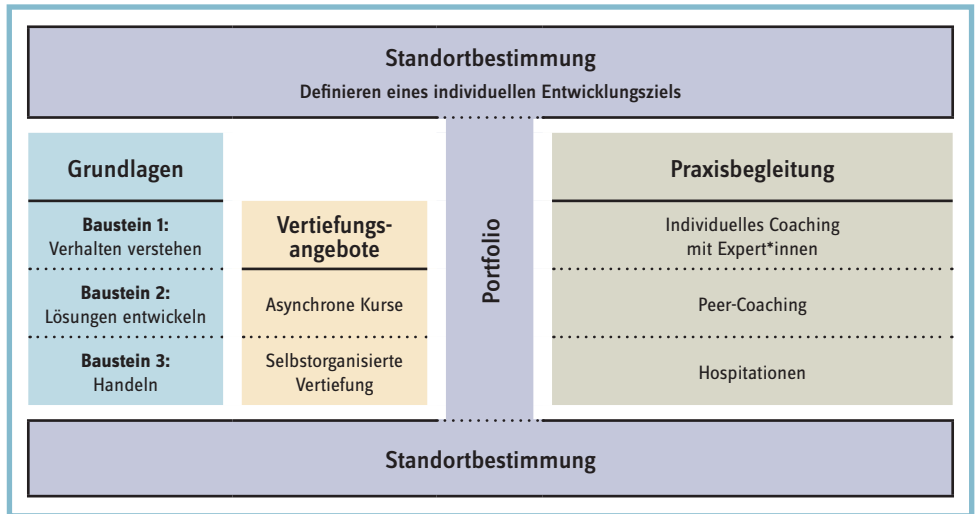 Standortbestimmung
Definieren eines individuellen Entwicklungsziels
Grundlagen
Baustein 1:
Verhalten verstehen
Baustein 2:
Lösungen entwickeln
Baustein 3:
Handeln
Vertiefungs-
angebote
Asynchrone Kurse
Selbstorganisierte
Vertiefung
Portfolio
Praxisbegleitung
Individuelles Coaching
mit Expert*innen
Peer-Coaching
Hospitationen
Standortbestimmung